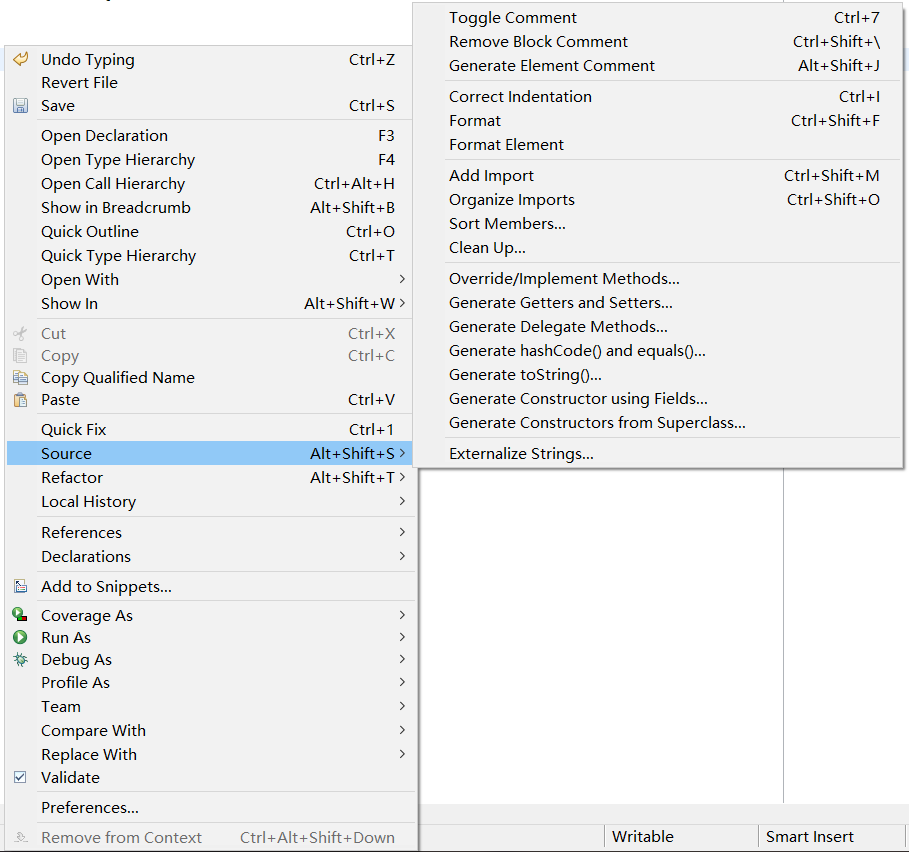 Undo Typing Ctrl+Z
Revert File
Save Ctrl+S
Open Declaration F3
Open Type Hierarchy F4
Open Call Hierarchy Ctrl+Alt+H
Show in Breadcrumb Alt+Shift+B
Quick Outline Ctrl+O
Quick Type Hierarchy Ctrl+T
Open With
Show In Alt+Shift+W
Cut Ctrl+X
Copy Ctrl+C
Copy Qualified Name
Paste Ctrl+V
Quick Fix Ctrl+1
Source Alt+Shift+S
Refactor Alt+Shift+T
Local History
References
Declarations
Add to Snippets...
Coverage As
Run As
Debug As
Profile As
Team
Compare With
Replace With
Validate
Preferences...
Remove from Context Ctrl+Alt+Shift+Down
Toggle Comment Ctrl+7
Remove Block Comment Ctrl+Shift+\
Generate Element Comment Alt+Shift+J
Correct Indentation Ctrl+I
Format Ctrl+Shift+F
Format Element
Add Import Ctrl+Shift+M
Organize Imports Ctrl+Shift+O
Sort Members...
Clean Up...
Override/Implement Methods...
Generate Getters and Setters...
Generate Delegate Methods...
Generate hashCode() and equals()...
Generate toString()...
Generate Constructor using Fields...
Generate Constructors from Superclass...
Externalize Strings...
Writable Smart Insert